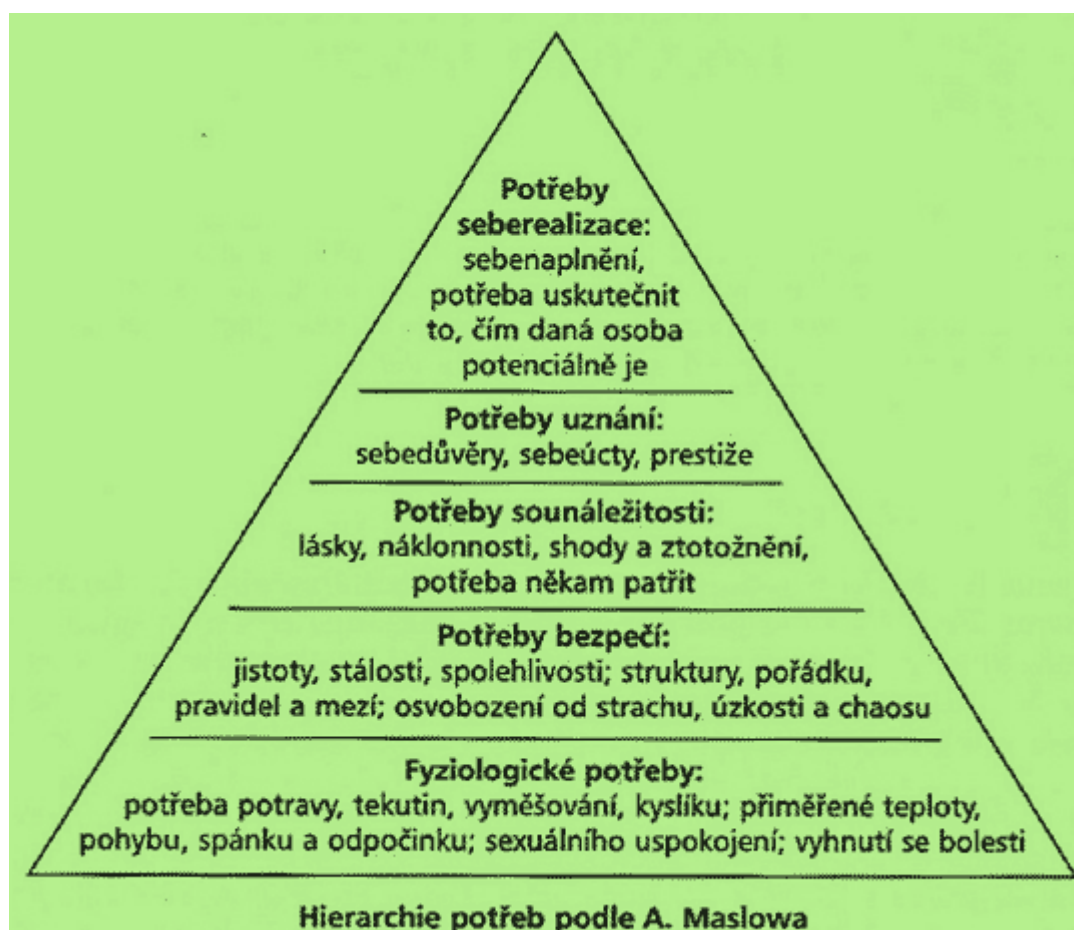 Potřeby
seberealizace:
sebenaplnění,
potřeba uskutečnit
to, čím daná osoba
potenciálně je
Potřeby uznání:
sebedůvěry, sebeúcty, prestiže
Potřeby sounáležitosti:
lásky, náklonnosti, shody a ztotožnění,
potřeba někam patřit
Potřeby bezpečí:
jistoty, stálosti, spolehlivosti; struktury, pořádku,
pravidel a mezí; osvobození od strachu, úzkosti a chaosu
Fyziologické potřeby:
potřeba potravy, tekutin, vyměšování, kyslíku; přiměřené teploty,
pohybu, spánku a odpočinku; sexuálního uspokojení; vyhnutí se bolesti
Hierarchie potřeb podle A. Maslowa